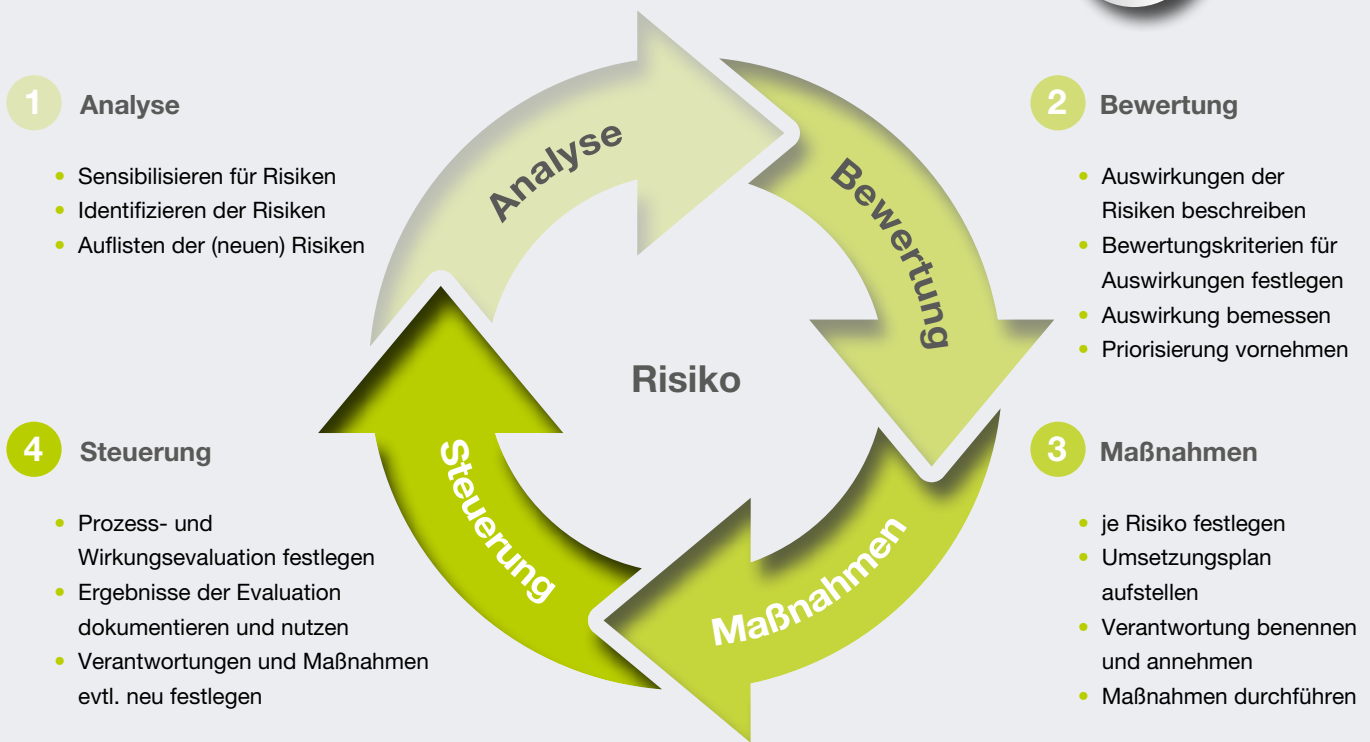 1 Analyse
• Sensibilisieren für Risiken
• Identifizieren der Risiken
• Auflisten der (neuen) Risiken
2 Bewertung
• Auswirkungen der
Risiken beschreiben
• Bewertungskriterien für
Auswirkungen festlegen
• Auswirkung bemessen
• Priorisierung vornehmen
Analyse
Bewertung
Risiko
Maßnahmen
Steuerung
3 Maßnahmen
• je Risiko festlegen
• Umsetzungsplan
aufstellen
• Verantwortung benennen
und annehmen
• Maßnahmen durchführen
4 Steuerung
• Prozess- und
Wirkungsevaluation festlegen
• Ergebnisse der Evaluation
dokumentieren und nutzen
• Verantwortungen und Maßnahmen
evtl. neu festlegen